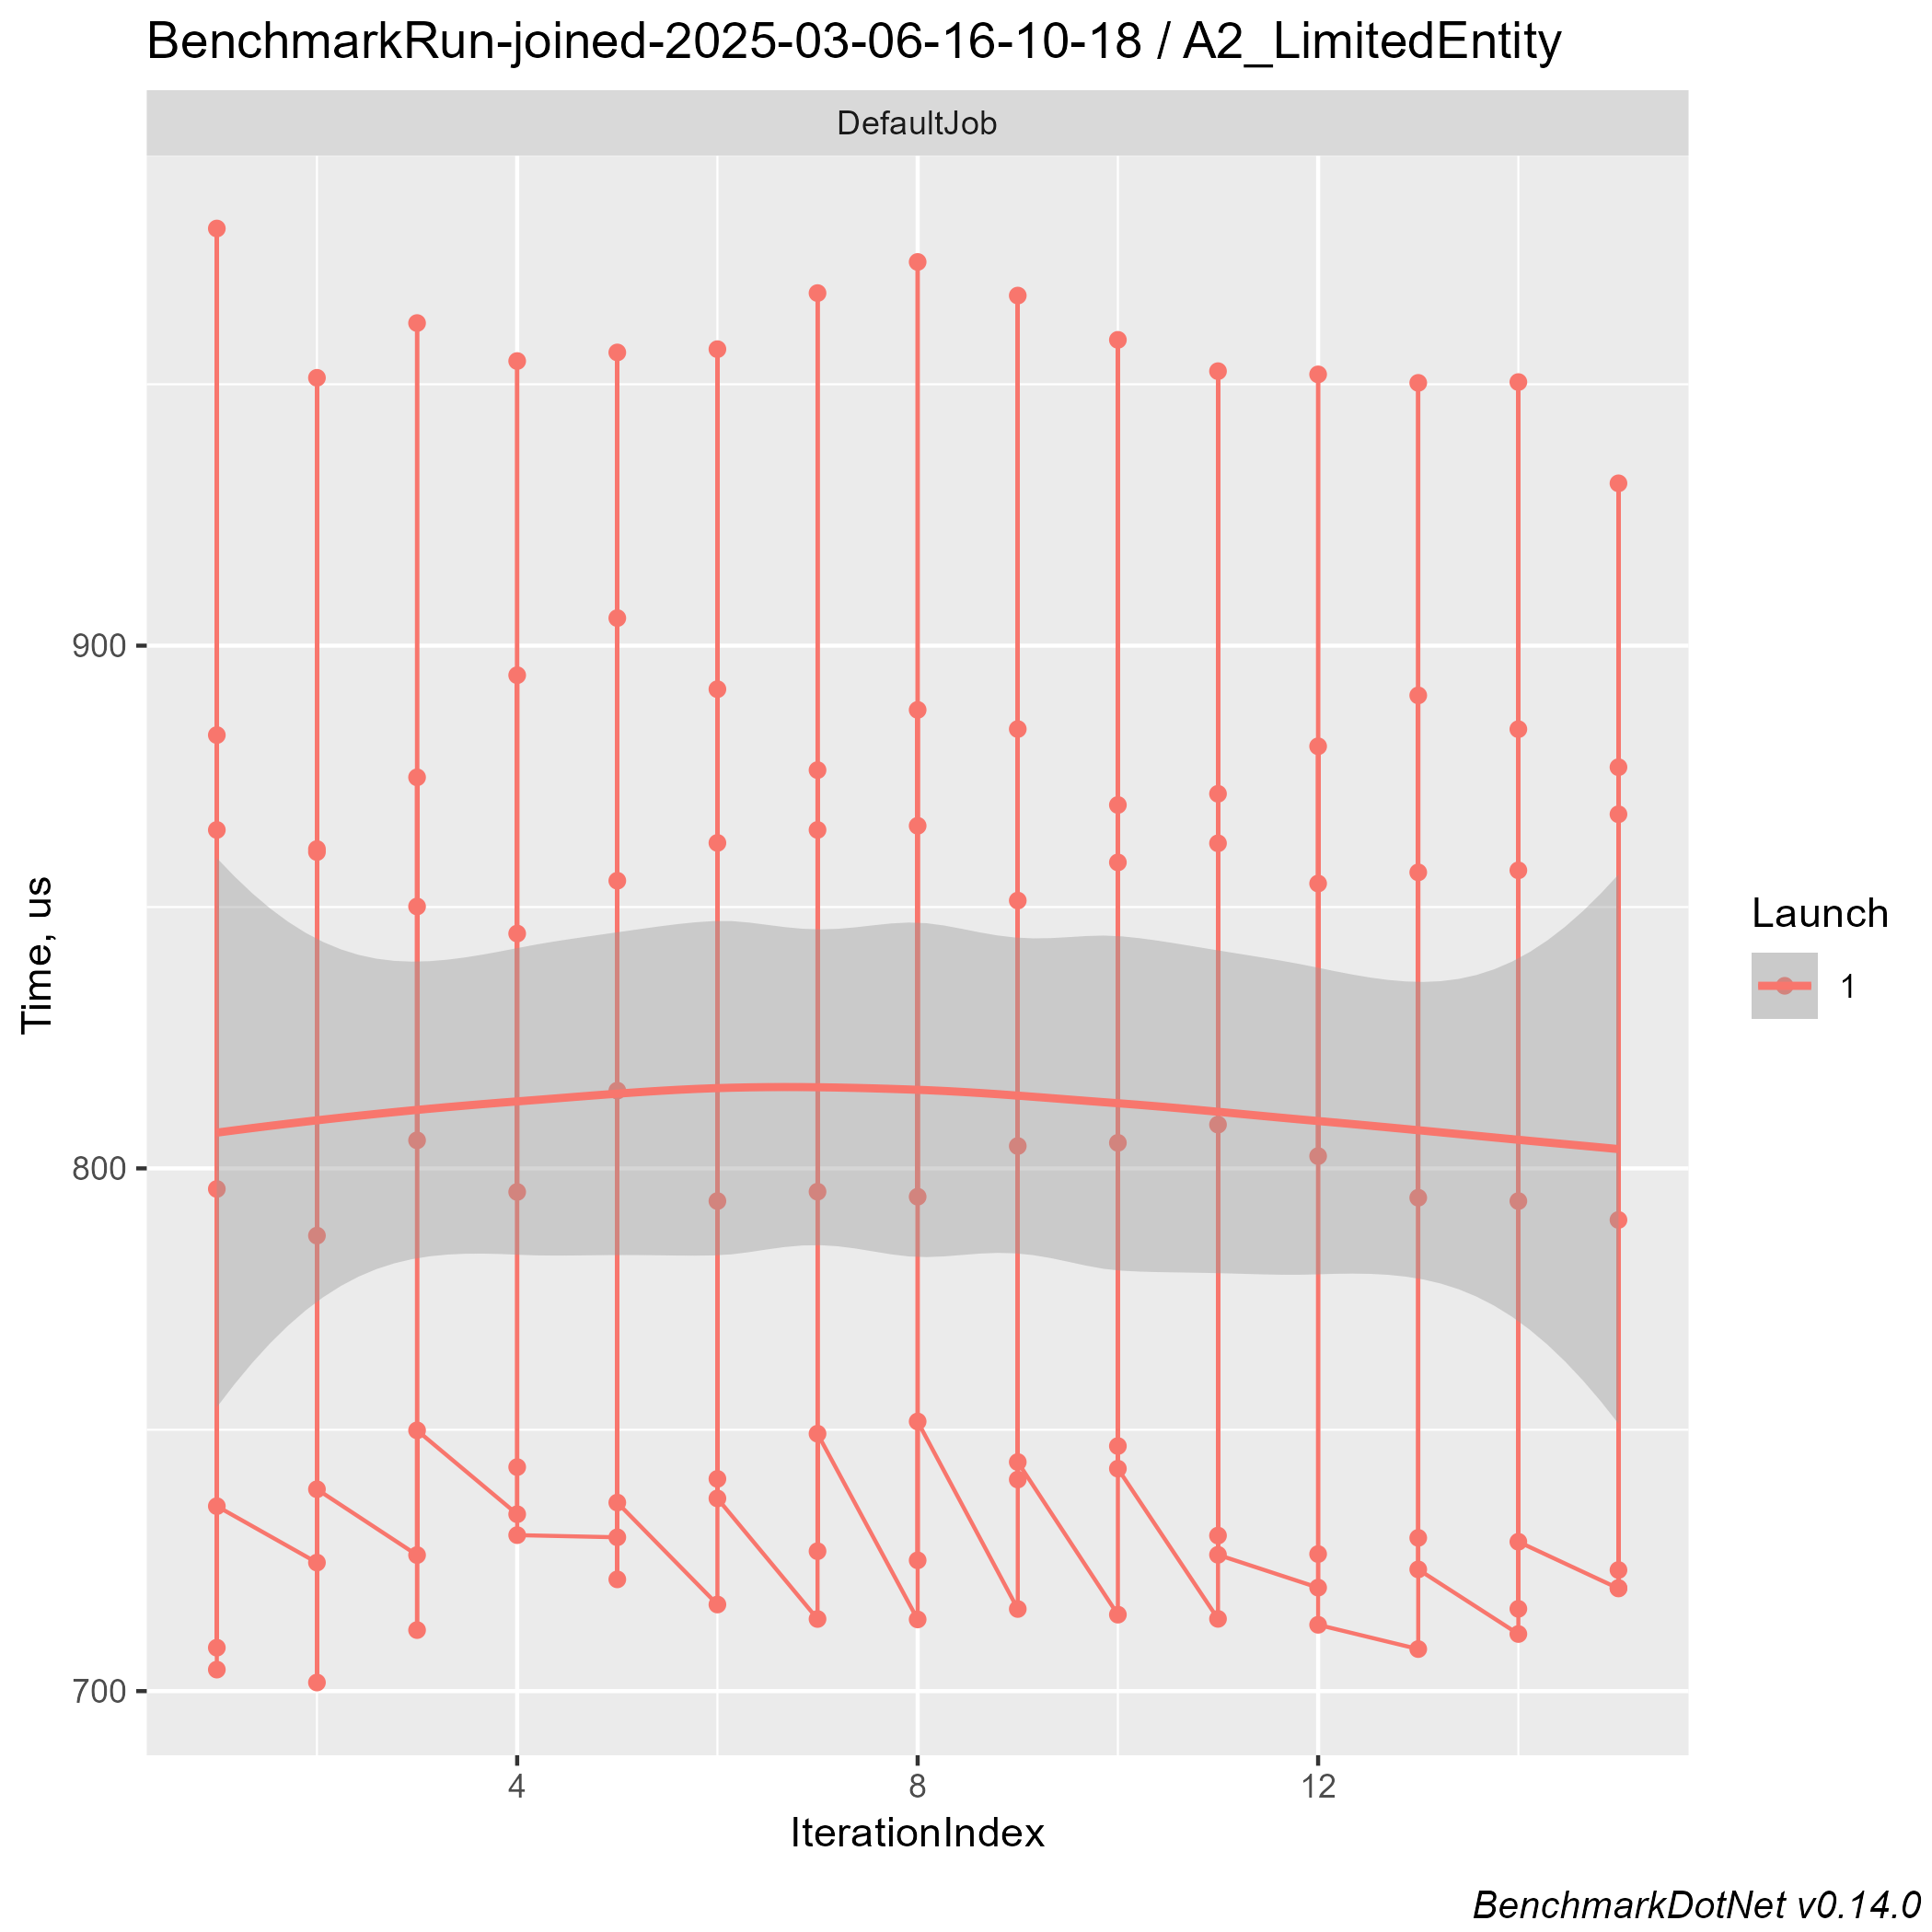 BenchmarkRun-joined-2025-03-06-16-10-18 / A2_LimitedEntity
DefaultJob
Time, us
900
800
700
4
8
12
IterationIndex
Launch
1
BenchmarkDotNet v0.14.0